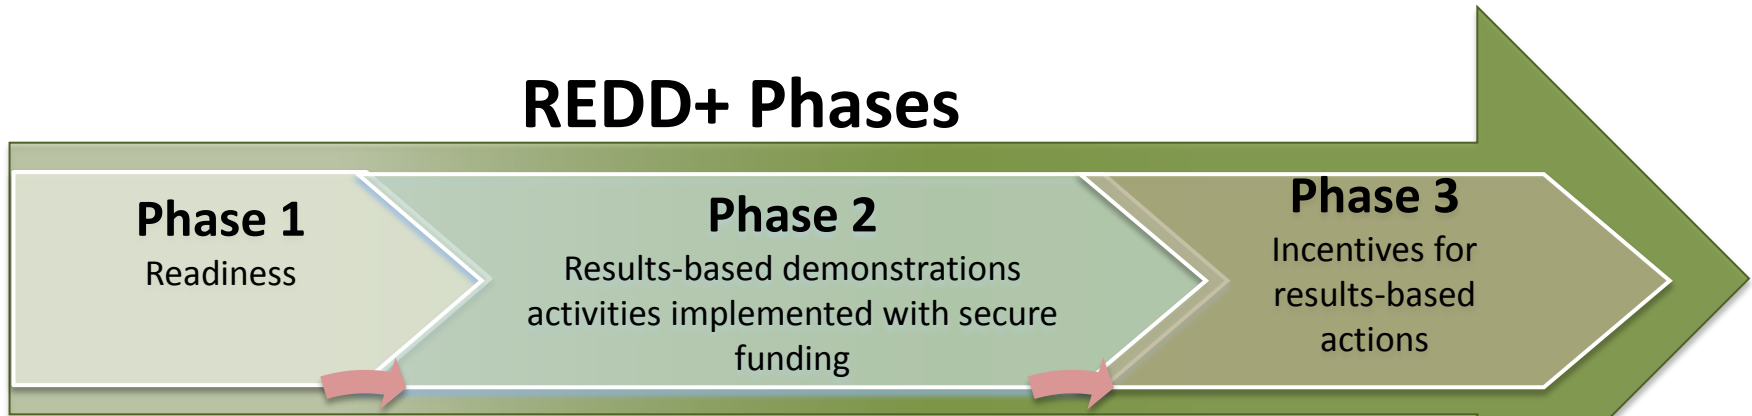 REDD+ Phases
Phase 1
Readiness
Phase 2
Results-based demonstrations
activities implemented with secure
funding
Phase 3
Incentives for
results-based
actions